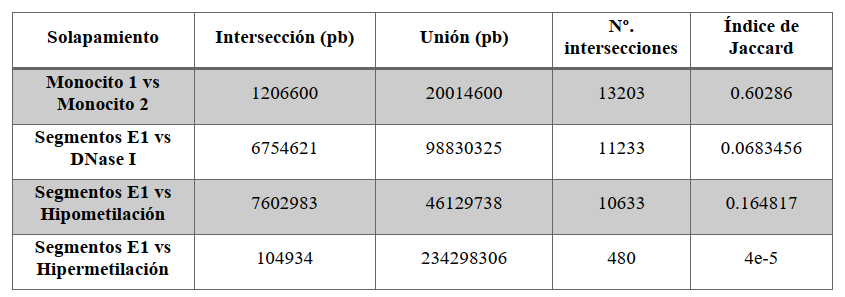 Solapamiento Intersección (pb) Unión (pb) Nº. intersecciones Índice de Jaccard
Monocito 1 vs Monocito 2 1206600 20014600 13203 0.60286
Segmentos E1 vs DNase I 6754621 98830325 11233 0.0683456
Segmentos E1 vs Hipometilación 7602983 46129738 10633 0.164817
Segmentos E1 vs Hipermetilación 104934 234298306 480 4e-5